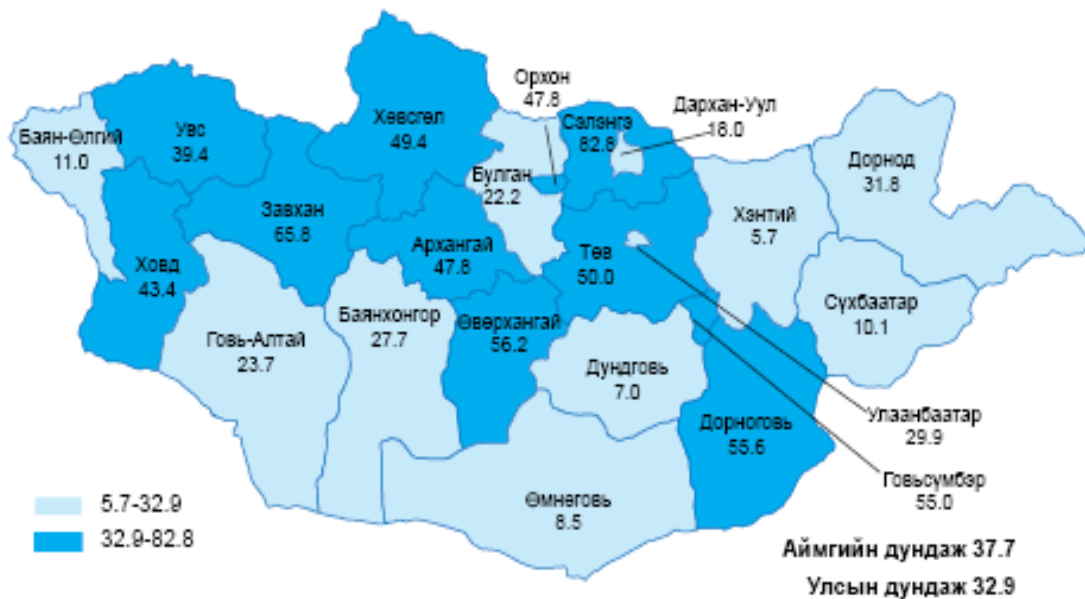 Орхон
47.8
Дархан-Уул
18.0
Хөвсгөл
49.4
Сэлэнгэ
82.8
Увс
39.4
Баян-Өлгий
11.0
Дорнод
31.8
Булган
22.2
Завхан
65.8
Хэнтий
5.7
Архангай
47.8
Төв
50.0
Ховд
43.4
Сүхбаатар
10.1
Баянхонгор
27.7
Өвөрхангай
56.2
Говь-Алтай
23.7
Дундговь
7.0
Дорноговь
55.6
Улаанбаатар
29.9
Говьсүмбэр
55.0
Өмнөговь
8.5
5.7-32.9
32.9-82.8
Аймгийн дундаж 37.7
Улсын дундаж 32.9